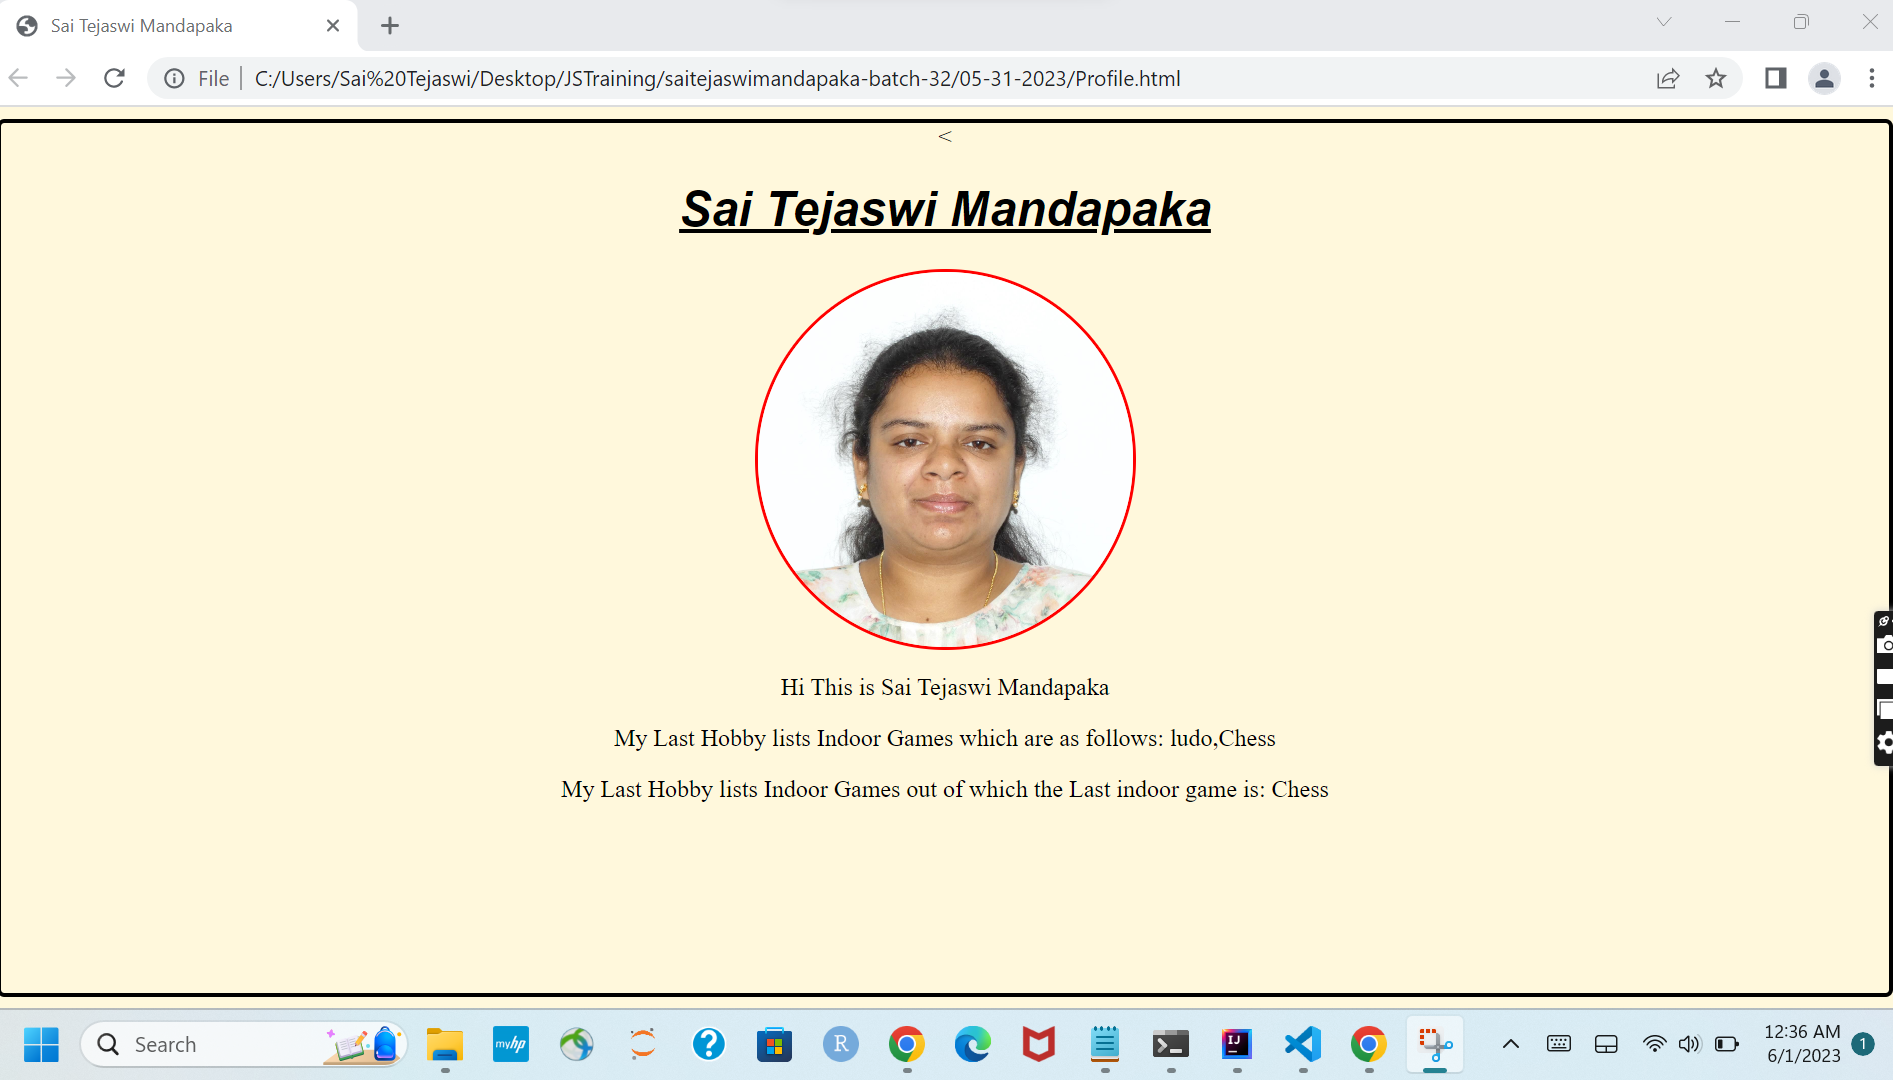 Sai Tejaswi Mandapaka
File
C:/Users/Sai%20Tejaswi/Desktop/JSTraining/saitejaswimandapaka-batch-32/05-31-2023/Profile.html
<
Sai Tejaswi Mandapaka
Hi This is Sai Tejaswi Mandapaka
My Last Hobby lists Indoor Games which are as follows: ludo,Chess
My Last Hobby lists Indoor Games out of which the Last indoor game is: Chess
Search
myhp
?
R
IJ
12:36 AM
6/1/2023
1